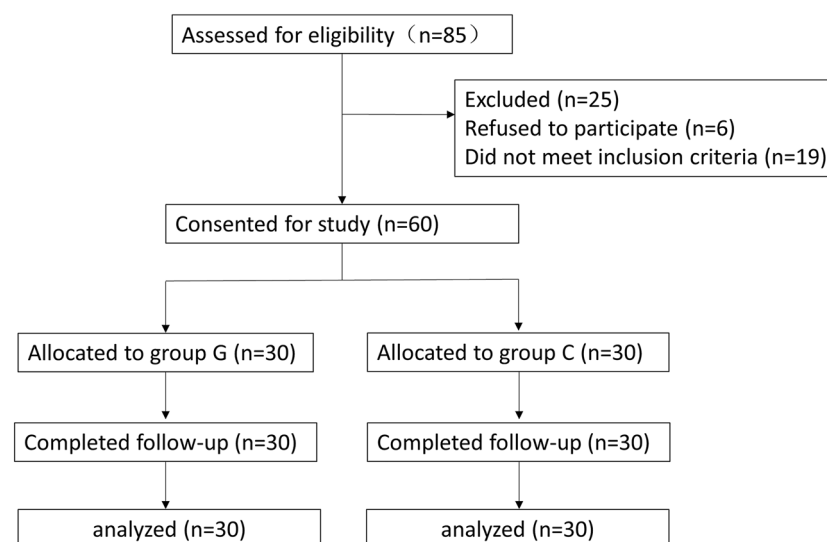 Assessed for eligibility（n=85）
Excluded (n=25)
Refused to participate (n=6)
Did not meet inclusion criteria (n=19)
Consented for study (n=60)
Allocated to group G (n=30)
Allocated to group C (n=30)
Completed follow-up (n=30)
Completed follow-up (n=30)
analyzed (n=30)
analyzed (n=30)